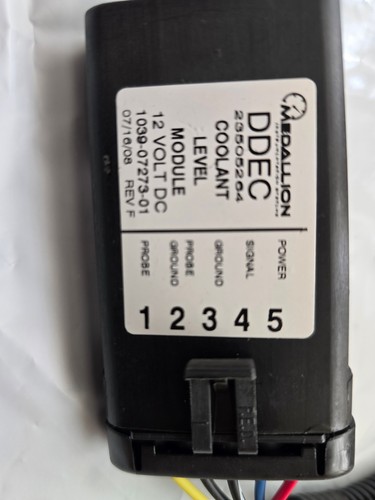 MEDALLION
DDEC
23505264
COOLANT
LEVEL
MODULE
12 VOLT DC
1039-07273-01
07/16/08 REV F
POWER
SIGNAL
GROUND
PROBE
GROUND
PROBE
1 2 3 4 5